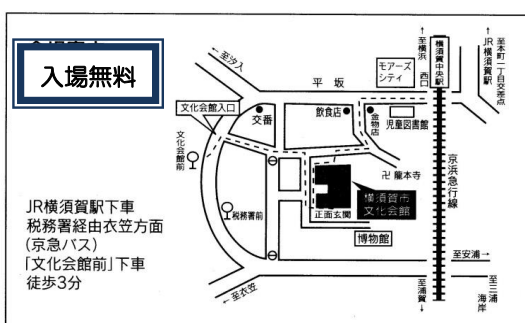 入場無料
←至汐入
←至横浜
西口
横須賀中央駅
JR横須賀駅
至本町一丁目交差点
モアーズ
シティ
平坂
文化会館入口
交番
飲食店
金物店
児童図書館
文化会館前
京浜急行線
卍 龍本寺
横須賀市
文化会館
正面玄関
税務署前
博物館
JR横須賀駅下車
税務署経由衣笠方面
(京急バス)
「文化会館前」下車
徒歩3分
至安浦→
←至衣笠
至浦賀↓
至三浦
海岸